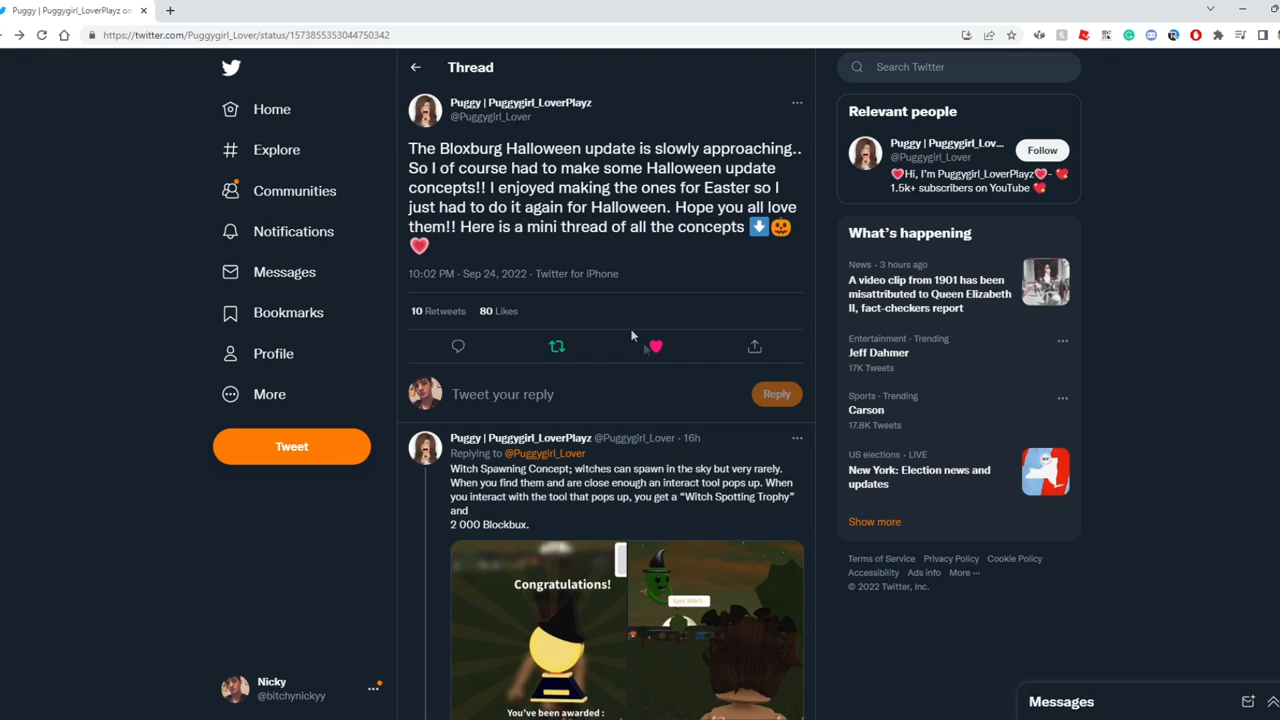 Puggy | Puggygirl_LoverPlayz on
https://twitter.com/Puggygirl_Lover/status/1573855353044750342
Home
Explore
Communities
Notifications
Messages
Bookmarks
Profile
More
Tweet
Nicky
@bitchynickyy
Thread
Puggy | Puggygirl_LoverPlayz
@Puggygirl_Lover
The Bloxburg Halloween update is slowly approaching..
So I of course had to make some Halloween update
concepts!! I enjoyed making the ones for Easter so I
just had to do it again for Halloween. Hope you all love
them!! Here is a mini thread of all the concepts ⬇️🎃
💗
10:02 PM · Sep 24, 2022 · Twitter for iPhone
10 Retweets 80 Likes
Tweet your reply
Reply
Puggy | Puggygirl_LoverPlayz @Puggygirl_Lover · 16h
Replying to @Puggygirl_Lover
Witch Spawning Concept; witches can spawn in the sky but very rarely.
When you find them and are close enough an interact tool pops up. When
you interact with the tool that pops up, you get a “Witch Spotting Trophy”
and
2 000 Blockbux.
Congratulations!
You've been awarded :
Search Twitter
Relevant people
Puggy | Puggygirl_Lov...
@Puggygirl_Lover
Follow
💗Hi, I'm Puggygirl_LoverPlayz💗- 💖
1.5k+ subscribers on YouTube 💖
What's happening
News · 3 hours ago
A video clip from 1901 has been
misattributed to Queen Elizabeth
II, fact-checkers report
Entertainment · Trending
Jeff Dahmer
17K Tweets
Sports · Trending
Carson
17.8K Tweets
US elections · LIVE
New York: Election news and
updates
Show more
Terms of Service Privacy Policy Cookie Policy
Accessibility Ads info More ···
© 2022 Twitter, Inc.
Messages